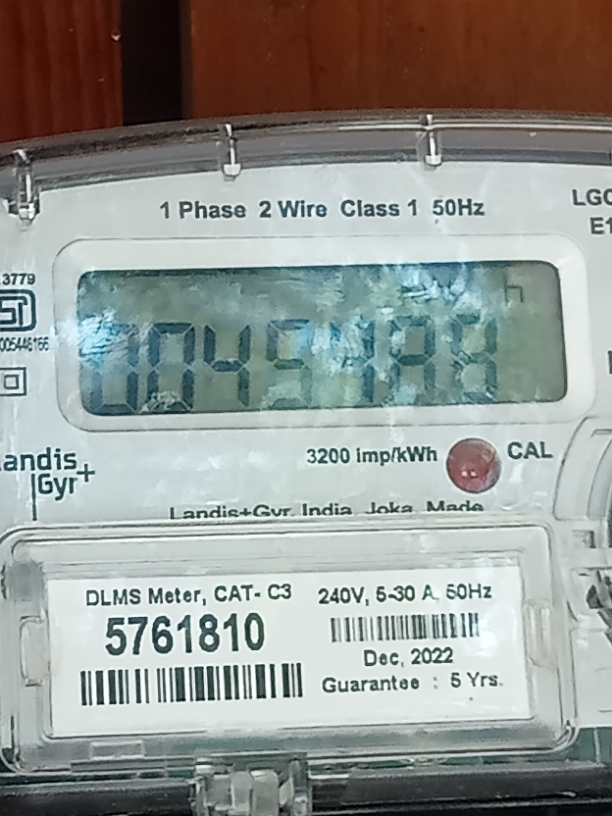 1 Phase 2 Wire Class 1 50Hz
LGC
E1
3779
005446166
h
3200 imp/kWh
CAL
andis
Gyr+
Landis+Gyr, India, Joka, Made
DLMS Meter, CAT- C3
5761810
240V, 5-30 A, 50Hz
Dec, 2022
Guarantee : 5 Yrs.